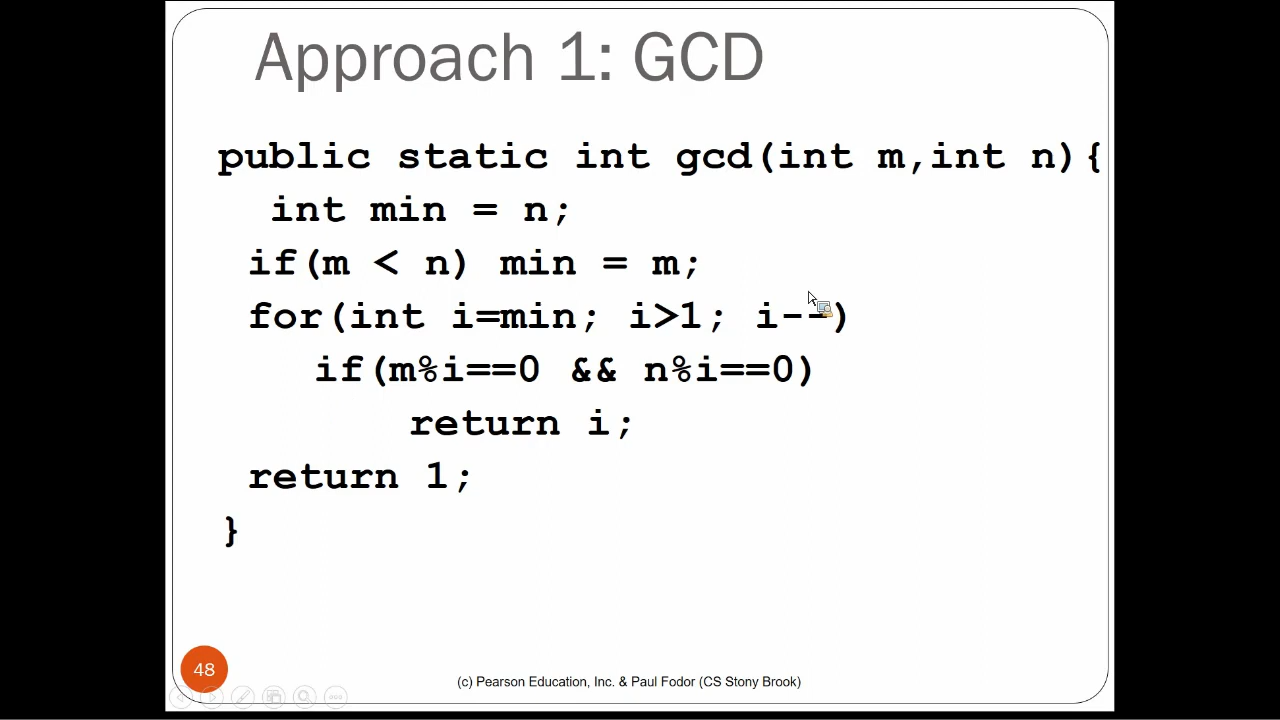 Approach 1: GCD
public static int gcd(int m,int n){
int min = n;
if(m < n) min = m;
for(int i=min; i>1; i--)
if(m%i==0 && n%i==0)
return i;
return 1;
}
48
(c) Pearson Education, Inc. & Paul Fodor (CS Stony Brook)